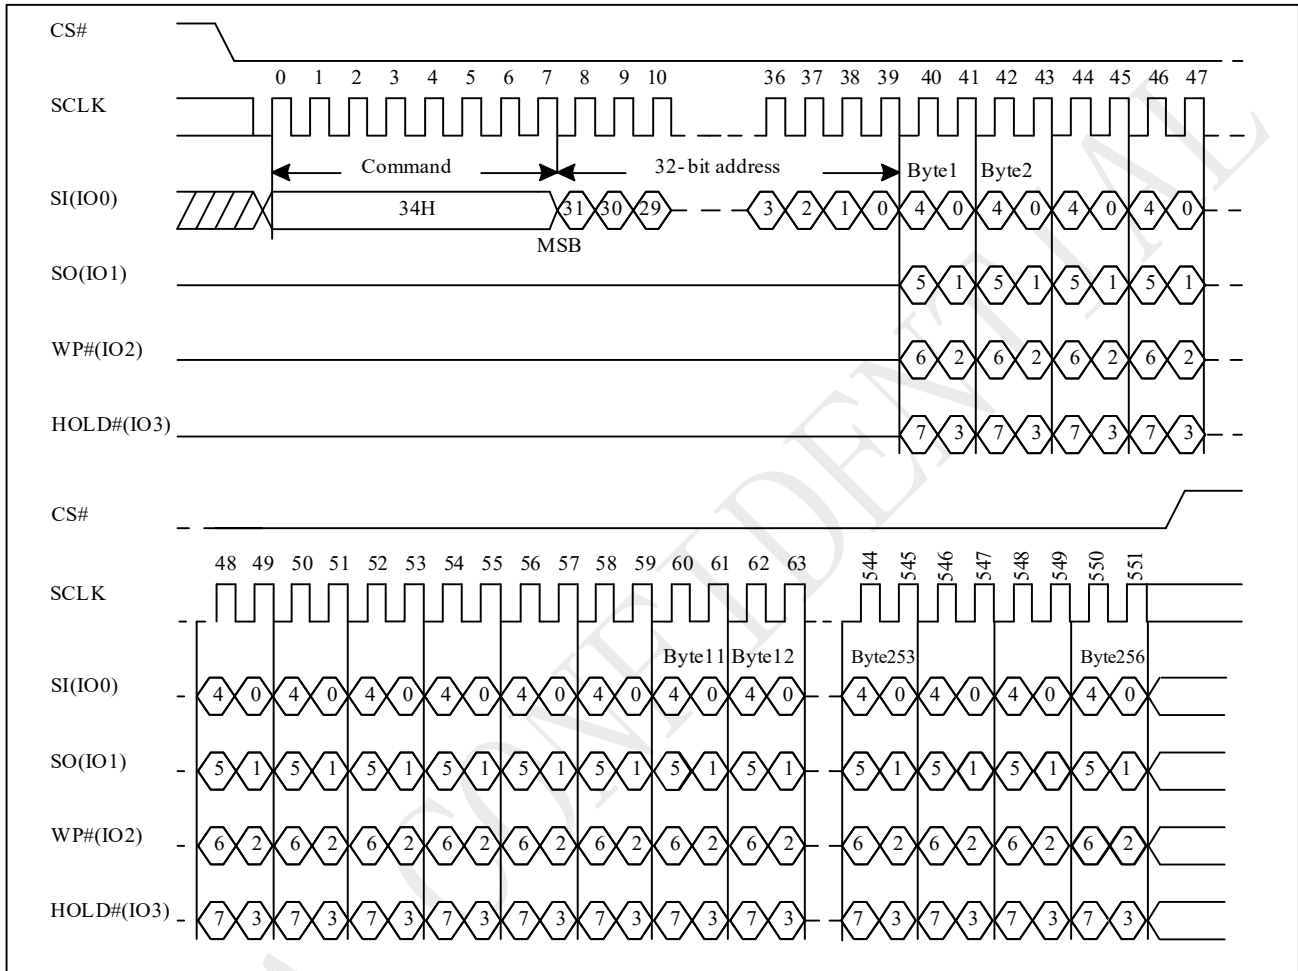 CS#
0 1 2 3 4 5 6 7 8 9 10 36 37 38 39 40 41 42 43 44 45 46 47
SCLK
Command 32-bit address Byte1 Byte2
SI(IO0) 34H 31 30 29 3 2 1 0 4 0 4 0 4 0 4 0
MSB
SO(IO1) 5 1 5 1 5 1 5 1
WP#(IO2) 6 2 6 2 6 2 6 2
HOLD#(IO3) 7 3 7 3 7 3 7 3
CS#
48 49 50 51 52 53 54 55 56 57 58 59 60 61 62 63 544 545 546 547 548 549 550 551
SCLK
Byte11 Byte12 Byte253 Byte256
SI(IO0) 4 0 4 0 4 0 4 0 4 0 4 0 4 0 4 0 4 0 4 0 4 0 4 0
SO(IO1) 5 1 5 1 5 1 5 1 5 1 5 1 5 1 5 1 5 1 5 1 5 1 5 1
WP#(IO2) 6 2 6 2 6 2 6 2 6 2 6 2 6 2 6 2 6 2 6 2 6 2 6 2
HOLD#(IO3) 7 3 7 3 7 3 7 3 7 3 7 3 7 3 7 3 7 3 7 3 7 3 7 3
CONFIDENTIAL